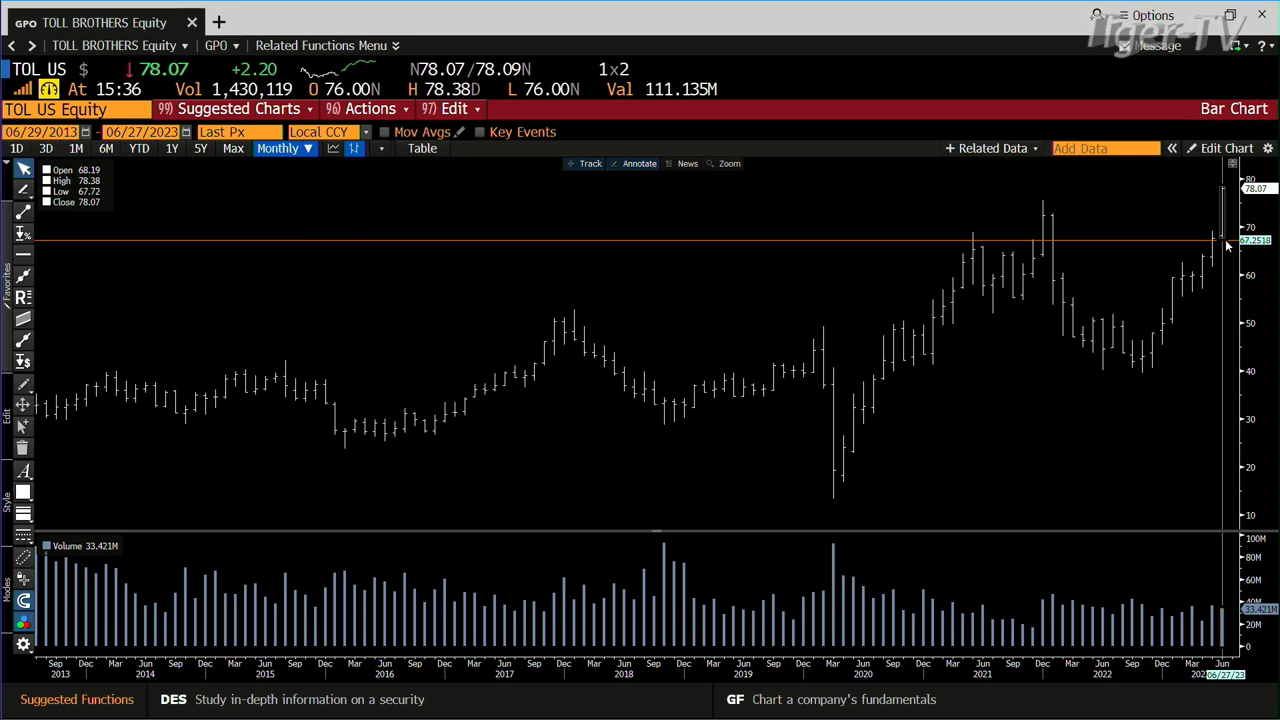 GPO TOLL BROTHERS Equity
Options
TOLL BROTHERS Equity GPO Related Functions Menu
Message
Tiger-TV
TOL US $ ↓ 78.07 +2.20 N78.07/78.09N 1x2
At 15:36 Vol 1,430,119 O 76.00N H 78.38D L 76.00N Val 111.135M
TOL US Equity 99) Suggested Charts 96) Actions 97) Edit Bar Chart
06/29/2013 - 06/27/2023 Last Px Local CCY Mov Avgs Key Events
1D 3D 1M 6M YTD 1Y 5Y Max Monthly ▼ Table + Related Data Add Data « Edit Chart
Track Annotate News Zoom
Open 68.19
High 78.38
Low 67.72
Close 78.07
80
78.07
70
67.2518
60
50
40
30
20
10
Favorites
Edit
Style
Modes
Volume 33.421M
100M
80M
60M
40M
33.421M
20M
0
Sep Dec Mar Jun Sep Dec Mar Jun Sep Dec Mar Jun Sep Dec Mar Jun Sep Dec Mar Jun Sep Dec Mar Jun Sep Dec Mar Jun Sep Dec Mar Jun Sep Dec Mar Jun Sep Dec Mar Jun
2013 2014 2015 2016 2017 2018 2019 2020 2021 2022
06/27/23
Suggested Functions DES Study in-depth information on a security GF Chart a company's fundamentals